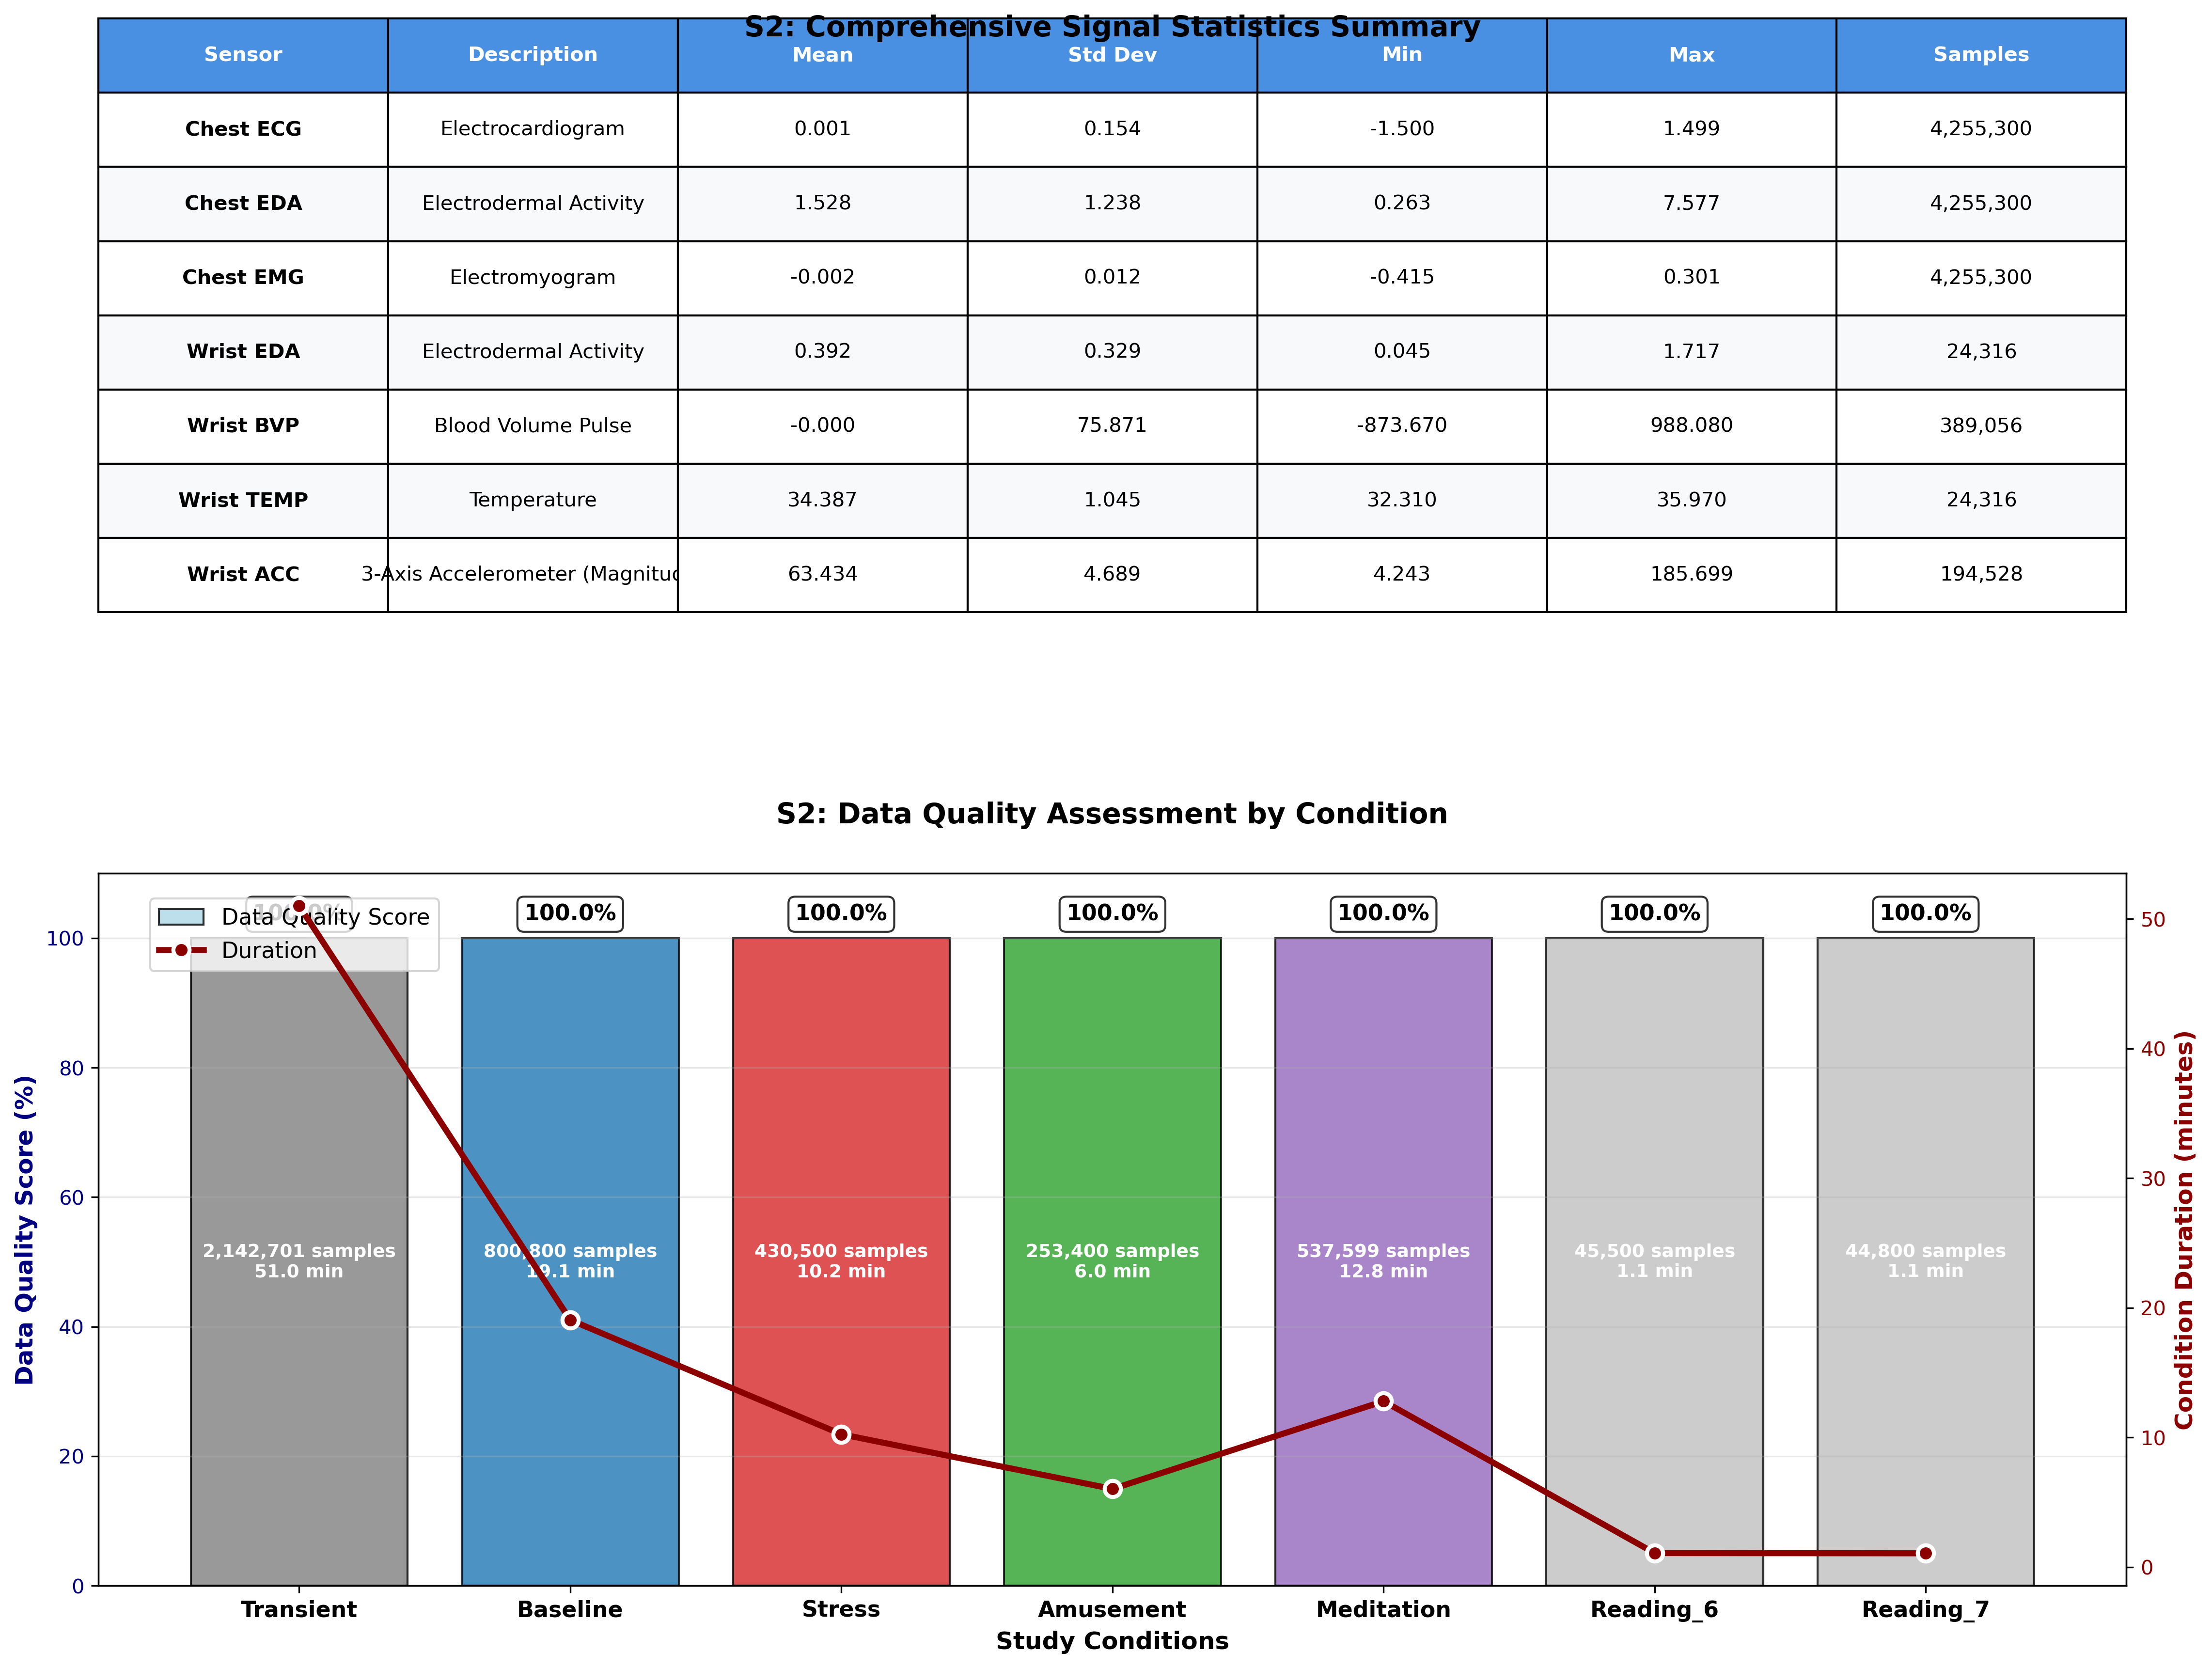 S2: Comprehensive Signal Statistics Summary
Sensor Description Mean Std Dev Min Max Samples
Chest ECG Electrocardiogram 0.001 0.154 -1.500 1.499 4,255,300
Chest EDA Electrodermal Activity 1.528 1.238 0.263 7.577 4,255,300
Chest EMG Electromyogram -0.002 0.012 -0.415 0.301 4,255,300
Wrist EDA Electrodermal Activity 0.392 0.329 0.045 1.717 24,316
Wrist BVP Blood Volume Pulse -0.000 75.871 -873.670 988.080 389,056
Wrist TEMP Temperature 34.387 1.045 32.310 35.970 24,316
Wrist ACC 3-Axis Accelerometer (Magnitud 63.434 4.689 4.243 185.699 194,528
S2: Data Quality Assessment by Condition
100.0% 100.0% 100.0% 100.0% 100.0% 100.0% 100.0%
Data Quality Score
Duration
Data Quality Score (%)
100
80
60
40
20
0
2,142,701 samples
51.0 min
800,800 samples
19.1 min
430,500 samples
10.2 min
253,400 samples
6.0 min
537,599 samples
12.8 min
45,500 samples
1.1 min
44,800 samples
1.1 min
50
40
30
20
10
0
Condition Duration (minutes)
Transient Baseline Stress Amusement Meditation Reading_6 Reading_7
Study Conditions